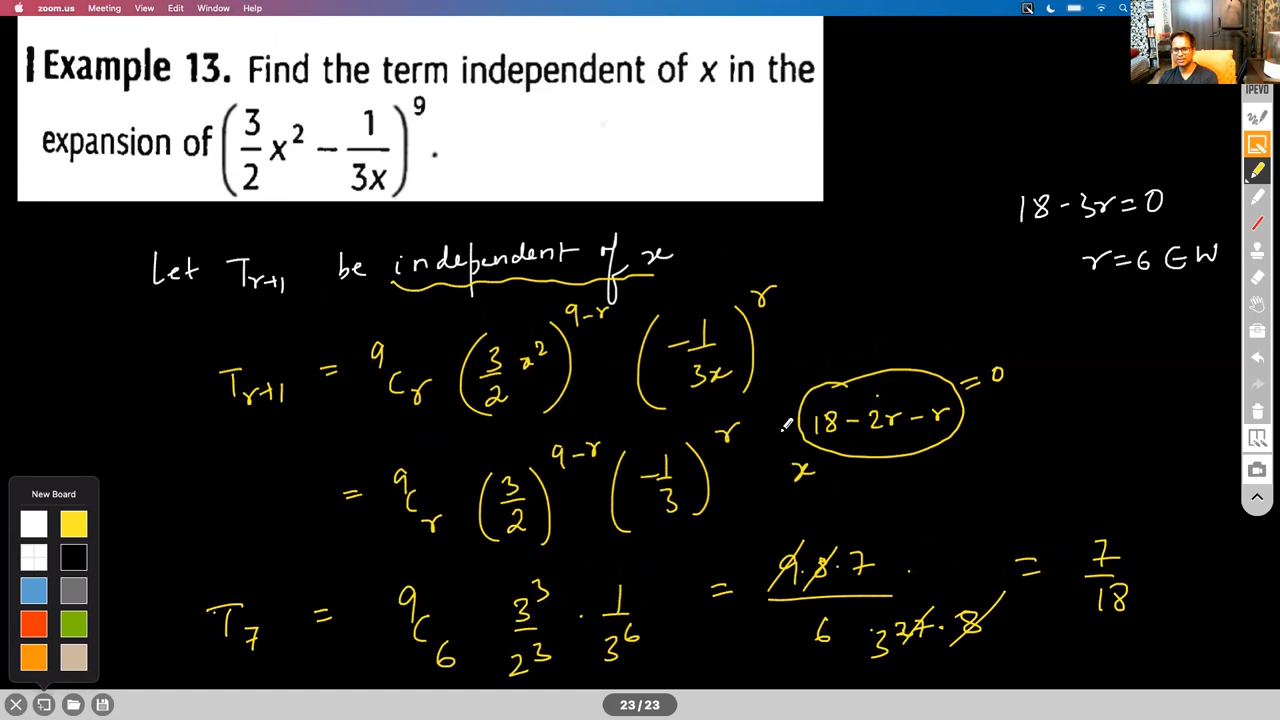 zoom.us Meeting View Edit Window Help
Example 13. Find the term independent of x in the
expansion of (3/2 x² − 1/3x)⁹.
IPEVO
18 - 3r = 0
r = 6 ∈ W
Let T_{r+1} be independent of x
T_{r+1} = ⁹C_r (3/2 x²)^{9-r} (-1/3x)^r
= ⁹C_r (3/2)^{9-r} (-1/3)^r x^{18-2r-r} = 0
T_7 = ⁹C_6 3³/2³ · 1/3⁶ = 9·8·7 / 6 3 27·8 = 7/18
New Board
23/23